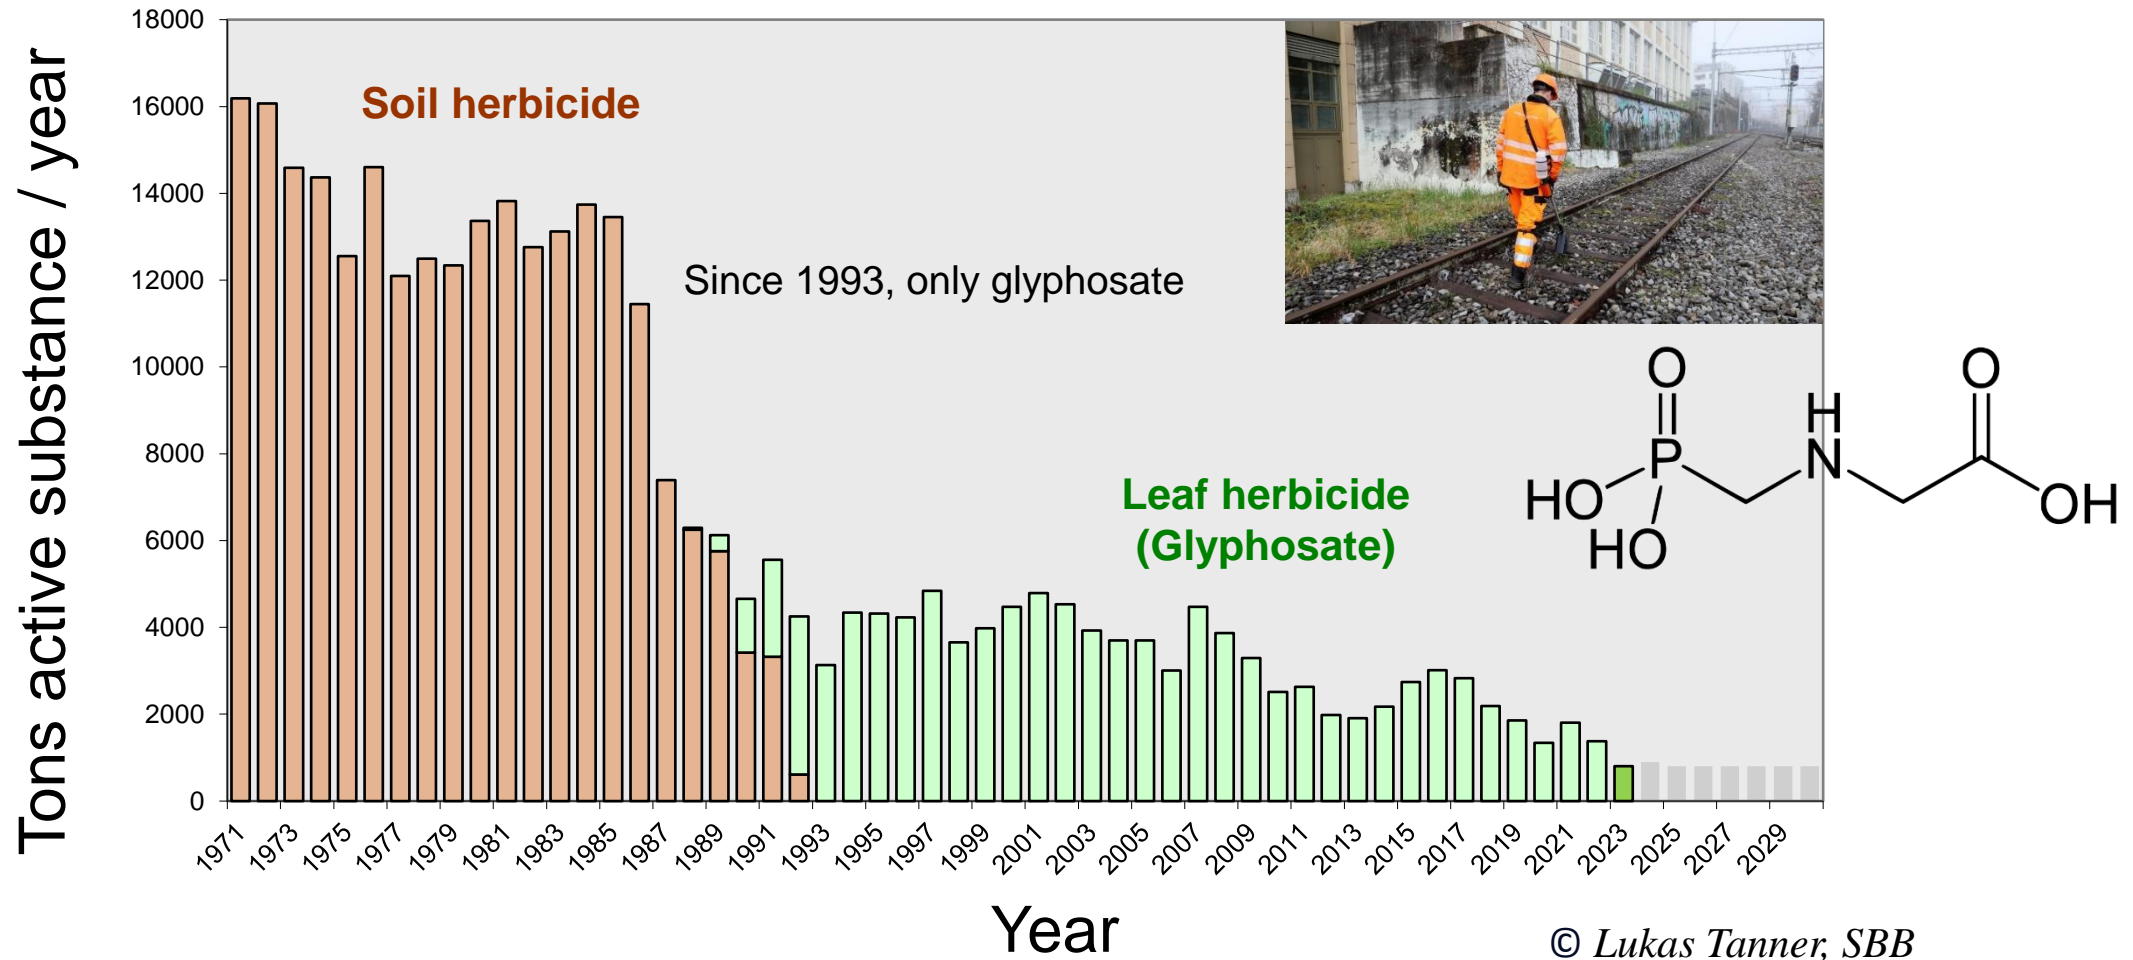 Tons active substance / year
18000
16000
14000
12000
10000
8000
6000
4000
2000
0
Soil herbicide
Since 1993, only glyphosate
Leaf herbicide
(Glyphosate)
O
O
H
P
N
HO
OH
HO
1971
1973
1975
1977
1979
1981
1983
1985
1987
1989
1991
1993
1995
1997
1999
2001
2003
2005
2007
2009
2011
2013
2015
2017
2019
2021
2023
2025
2027
2029
Year
© Lukas Tanner, SBB